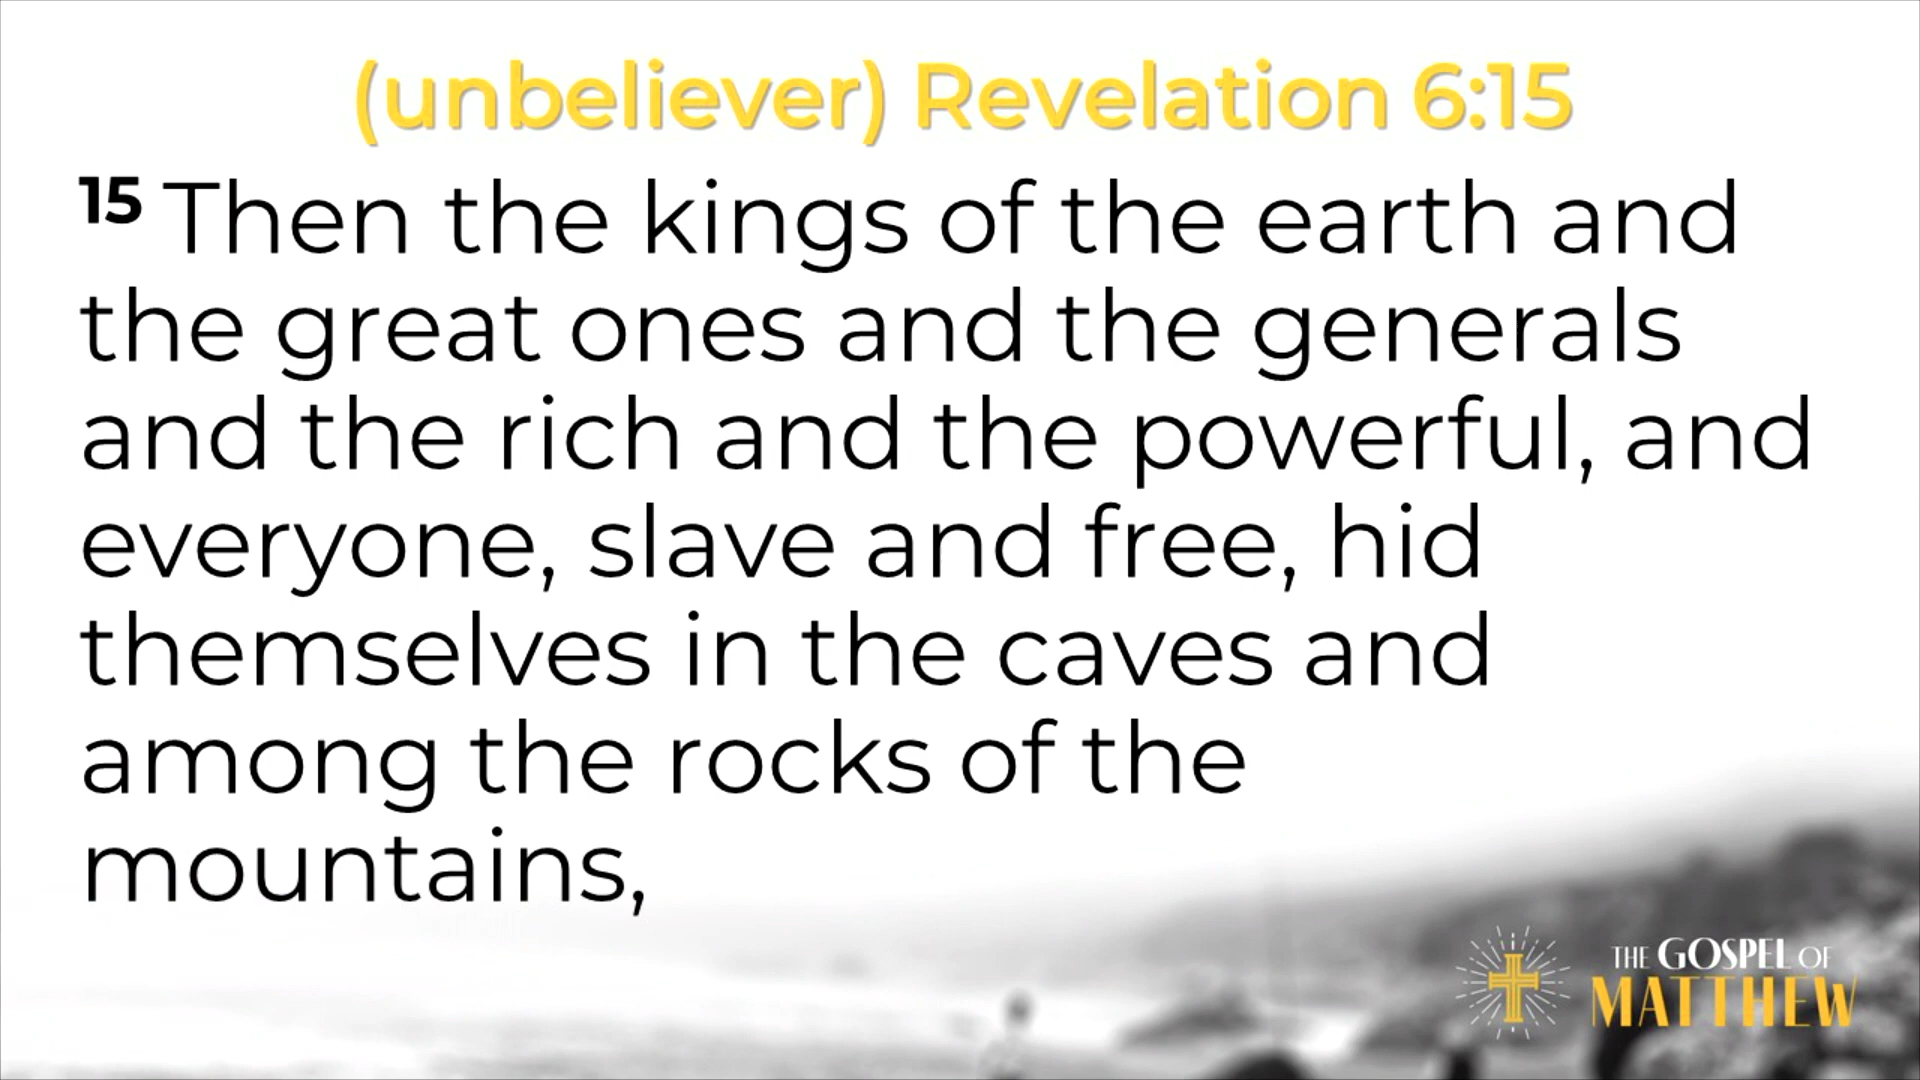 (unbeliever) Revelation 6:15
15 Then the kings of the earth and
the great ones and the generals
and the rich and the powerful, and
everyone, slave and free, hid
themselves in the caves and
among the rocks of the
mountains,
THE GOSPEL OF
MATTHEW